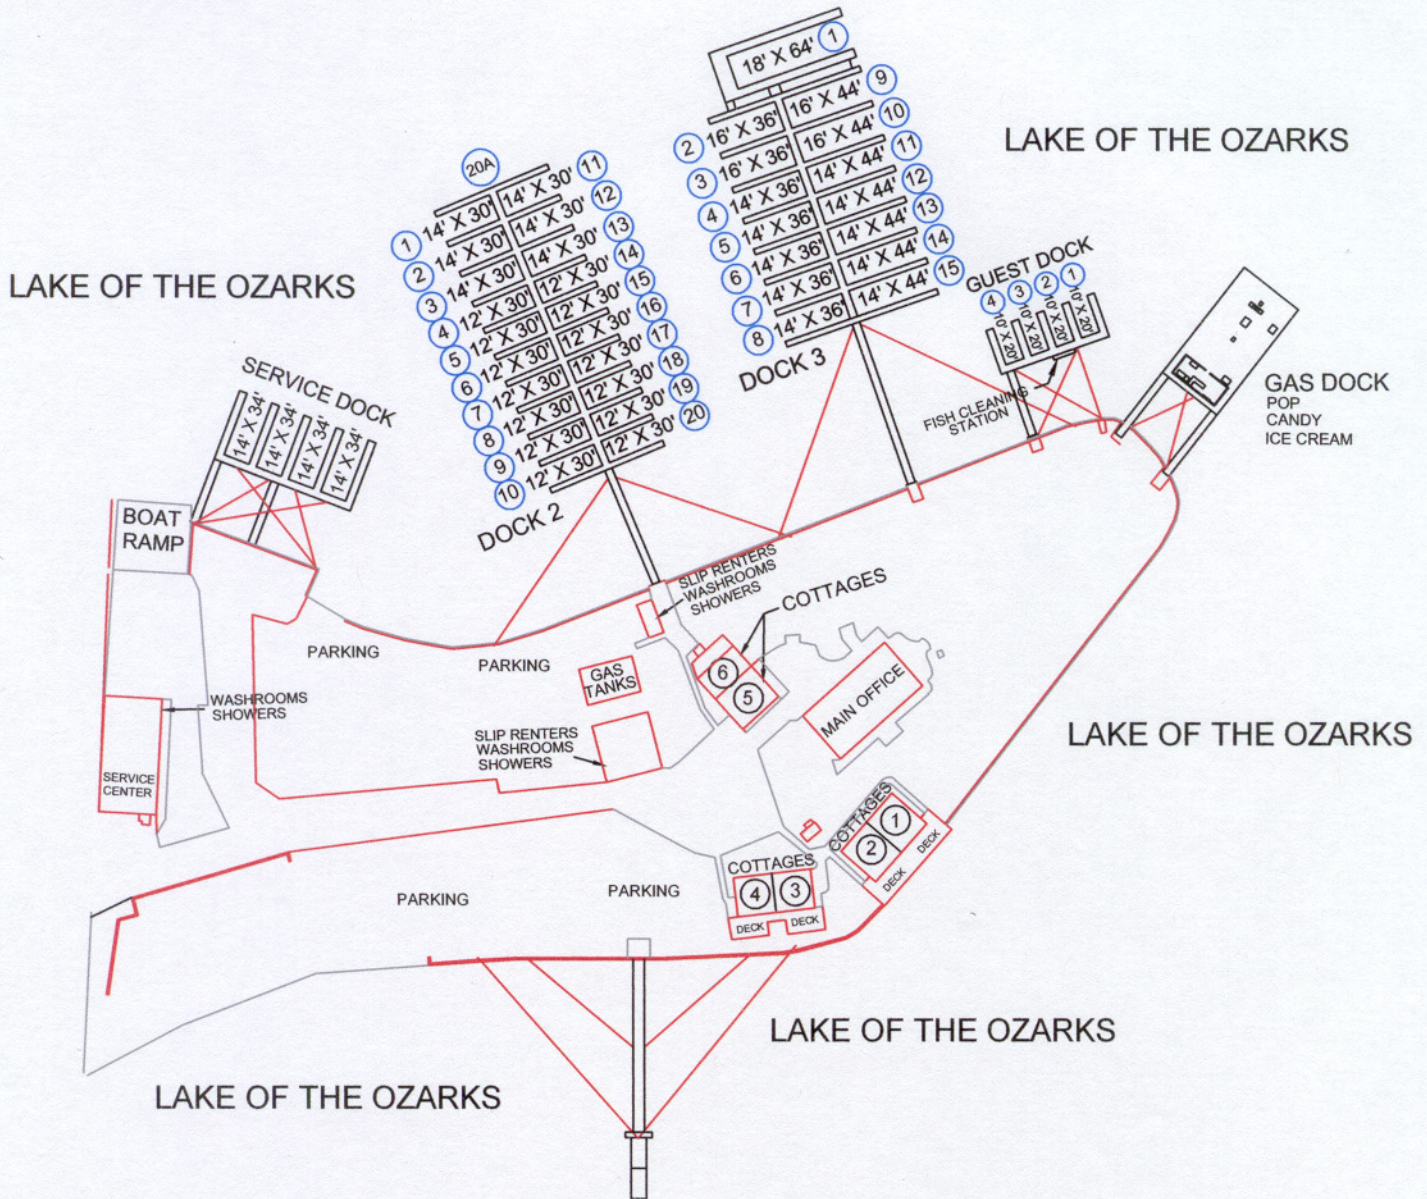 LAKE OF THE OZARKS
LAKE OF THE OZARKS
LAKE OF THE OZARKS
LAKE OF THE OZARKS
LAKE OF THE OZARKS
18' X 64' 1
2 16' X 36' 16' X 44' 9
3 16' X 36' 16' X 44' 10
4 14' X 36' 14' X 44' 11
5 14' X 36' 14' X 44' 12
6 14' X 36' 14' X 44' 13
7 14' X 36' 14' X 44' 14
8 14' X 36' 14' X 44' 15
DOCK 3
20A
1 14' X 30' 14' X 30' 11
2 14' X 30' 14' X 30' 12
3 14' X 30' 14' X 30' 13
4 12' X 30' 12' X 30' 14
5 12' X 30' 12' X 30' 15
6 12' X 30' 12' X 30' 16
7 12' X 30' 12' X 30' 17
8 12' X 30' 12' X 30' 18
9 12' X 30' 12' X 30' 19
10 12' X 30' 12' X 30' 20
DOCK 2
GUEST DOCK
4 3 2 1
10' X 20' 10' X 20' 10' X 20' 10' X 20'
FISH CLEANING
STATION
GAS DOCK
POP
CANDY
ICE CREAM
SERVICE DOCK
14' X 34' 14' X 34' 14' X 34' 14' X 34'
BOAT
RAMP
PARKING
PARKING
SLIP RENTERS
WASHROOMS
SHOWERS
COTTAGES
6
5
GAS
TANKS
MAIN OFFICE
WASHROOMS
SHOWERS
SLIP RENTERS
WASHROOMS
SHOWERS
SERVICE
CENTER
COTTAGES
1
2
DECK
DECK
COTTAGES
4 3
DECK DECK
PARKING
PARKING